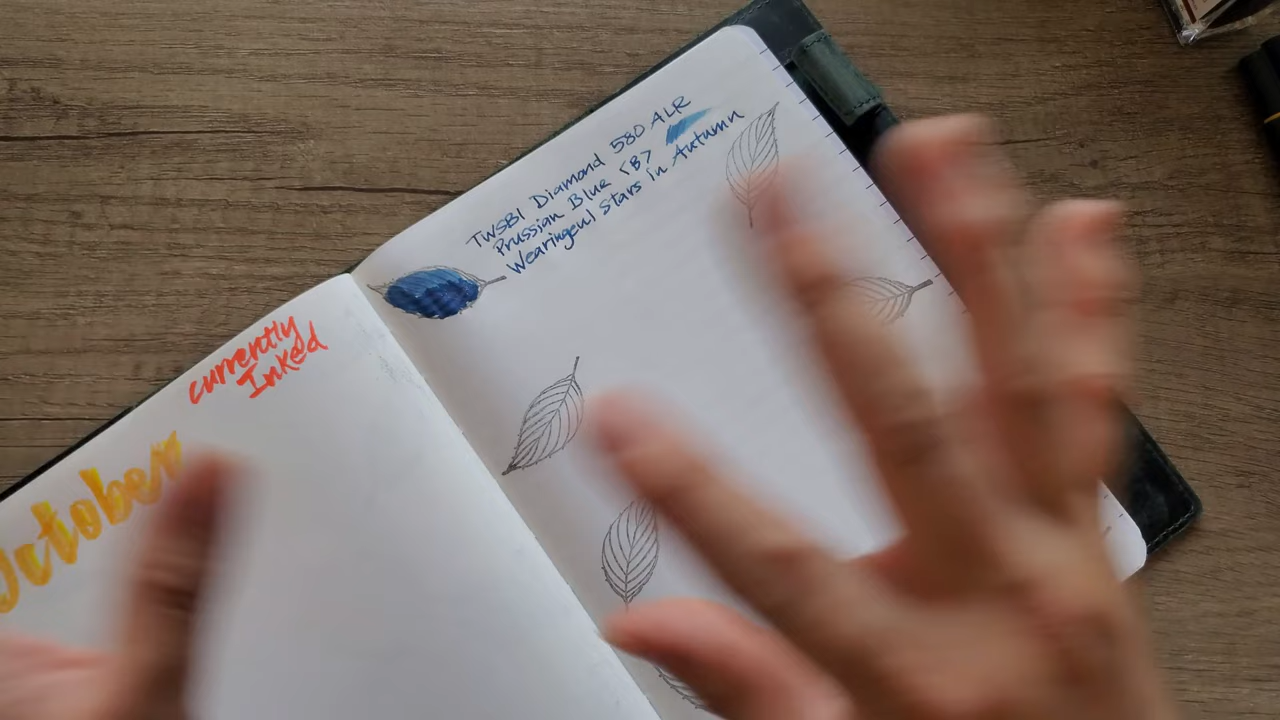 October
currently
Inked
TWSBI Diamond 580 ALR
Prussian Blue <B>
Wearingeul Stars in Autumn